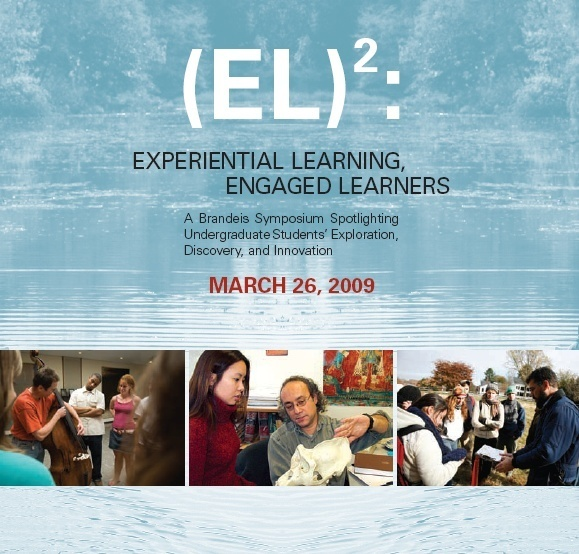 (EL)²:
EXPERIENTIAL LEARNING,
ENGAGED LEARNERS
A Brandeis Symposium Spotlighting
Undergraduate Students' Exploration,
Discovery, and Innovation
MARCH 26, 2009